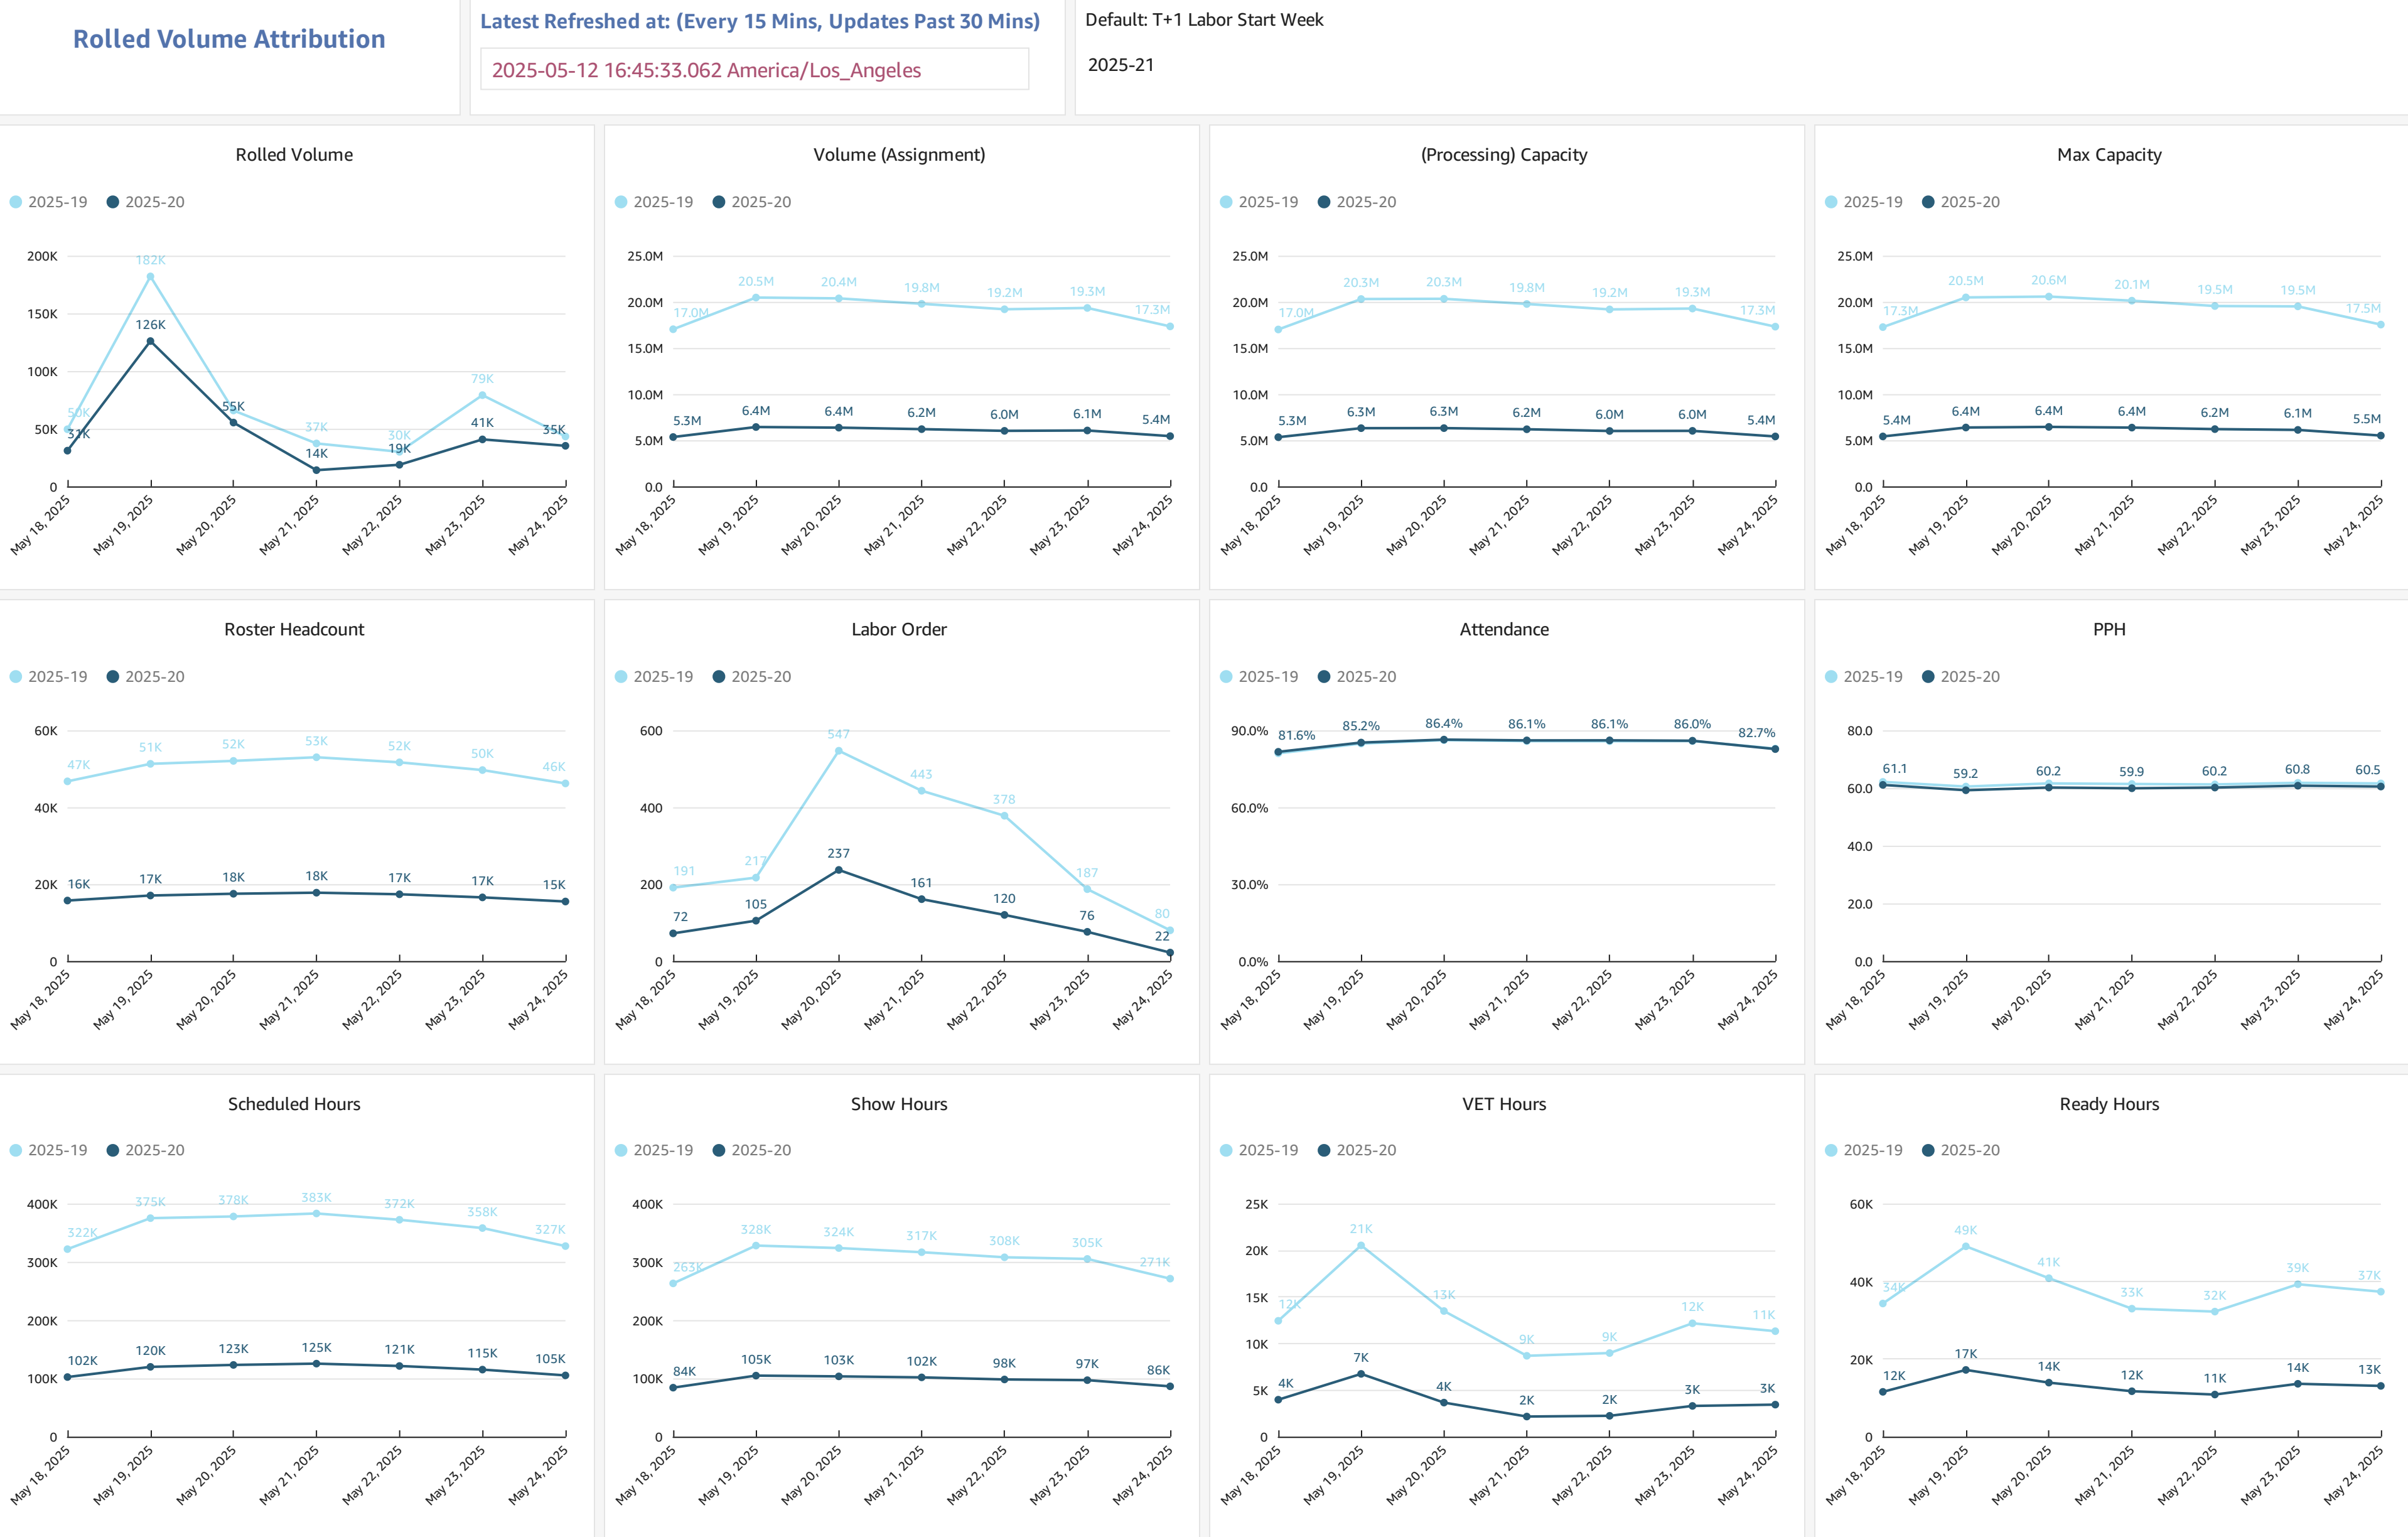 Rolled Volume Attribution
Latest Refreshed at: (Every 15 Mins, Updates Past 30 Mins)
2025-05-12 16:45:33.062 America/Los_Angeles
Default: T+1 Labor Start Week
2025-21
Rolled Volume
2025-19 2025-20
200K
150K
100K
50K
0
182K
50K
37K
30K
79K
31K
126K
55K
14K
19K
41K
35K
May 18, 2025 May 19, 2025 May 20, 2025 May 21, 2025 May 22, 2025 May 23, 2025 May 24, 2025
Volume (Assignment)
2025-19 2025-20
25.0M
20.0M
15.0M
10.0M
5.0M
0.0
17.0M 20.5M 20.4M 19.8M 19.2M 19.3M 17.3M
5.3M 6.4M 6.4M 6.2M 6.0M 6.1M 5.4M
May 18, 2025 May 19, 2025 May 20, 2025 May 21, 2025 May 22, 2025 May 23, 2025 May 24, 2025
(Processing) Capacity
2025-19 2025-20
25.0M
20.0M
15.0M
10.0M
5.0M
0.0
17.0M 20.3M 20.3M 19.8M 19.2M 19.3M 17.3M
5.3M 6.3M 6.3M 6.2M 6.0M 6.0M 5.4M
May 18, 2025 May 19, 2025 May 20, 2025 May 21, 2025 May 22, 2025 May 23, 2025 May 24, 2025
Max Capacity
2025-19 2025-20
25.0M
20.0M
15.0M
10.0M
5.0M
0.0
17.3M 20.5M 20.6M 20.1M 19.5M 19.5M 17.5M
5.4M 6.4M 6.4M 6.4M 6.2M 6.1M 5.5M
May 18, 2025 May 19, 2025 May 20, 2025 May 21, 2025 May 22, 2025 May 23, 2025 May 24, 2025
Roster Headcount
2025-19 2025-20
60K
40K
20K
0
47K 51K 52K 53K 52K 50K 46K
16K 17K 18K 18K 17K 17K 15K
May 18, 2025 May 19, 2025 May 20, 2025 May 21, 2025 May 22, 2025 May 23, 2025 May 24, 2025
Labor Order
2025-19 2025-20
600
400
200
0
191 217 547 443 378 187 80
72 105 237 161 120 76 22
May 18, 2025 May 19, 2025 May 20, 2025 May 21, 2025 May 22, 2025 May 23, 2025 May 24, 2025
Attendance
2025-19 2025-20
90.0%
60.0%
30.0%
0.0%
81.6% 85.2% 86.4% 86.1% 86.1% 86.0% 82.7%
May 18, 2025 May 19, 2025 May 20, 2025 May 21, 2025 May 22, 2025 May 23, 2025 May 24, 2025
PPH
2025-19 2025-20
80.0
60.0
40.0
20.0
0.0
61.1 59.2 60.2 59.9 60.2 60.8 60.5
May 18, 2025 May 19, 2025 May 20, 2025 May 21, 2025 May 22, 2025 May 23, 2025 May 24, 2025
Scheduled Hours
2025-19 2025-20
400K
300K
200K
100K
0
322K 375K 378K 383K 372K 358K 327K
102K 120K 123K 125K 121K 115K 105K
May 18, 2025 May 19, 2025 May 20, 2025 May 21, 2025 May 22, 2025 May 23, 2025 May 24, 2025
Show Hours
2025-19 2025-20
400K
300K
200K
100K
0
263K 328K 324K 317K 308K 305K 271K
84K 105K 103K 102K 98K 97K 86K
May 18, 2025 May 19, 2025 May 20, 2025 May 21, 2025 May 22, 2025 May 23, 2025 May 24, 2025
VET Hours
2025-19 2025-20
25K
20K
15K
10K
5K
0
12K 21K 13K 9K 9K 12K 11K
4K 7K 4K 2K 2K 3K 3K
May 18, 2025 May 19, 2025 May 20, 2025 May 21, 2025 May 22, 2025 May 23, 2025 May 24, 2025
Ready Hours
2025-19 2025-20
60K
40K
20K
0
34K 49K 41K 33K 32K 39K 37K
12K 17K 14K 12K 11K 14K 13K
May 18, 2025 May 19, 2025 May 20, 2025 May 21, 2025 May 22, 2025 May 23, 2025 May 24, 2025